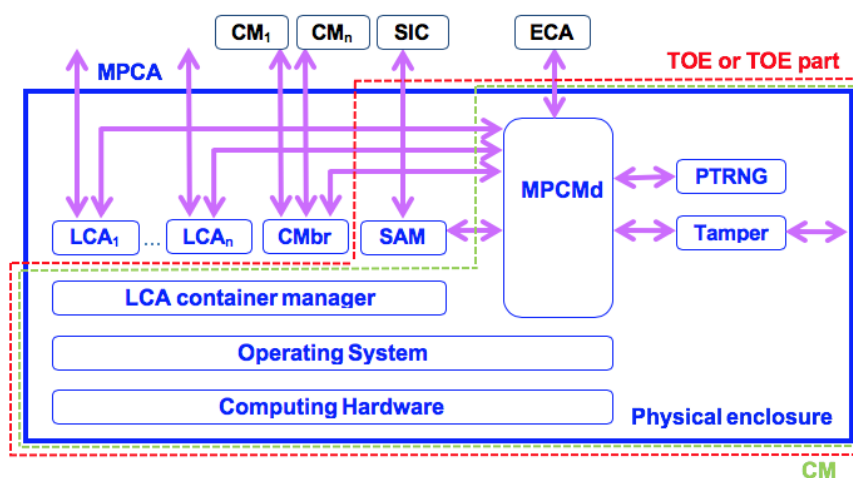 CM₁ CMₙ SIC ECA
TOE or TOE part
MPCA
MPCMd
PTRNG
LCA₁ ... LCAₙ CMbr SAM Tamper
LCA container manager
Operating System
Computing Hardware
Physical enclosure
CM